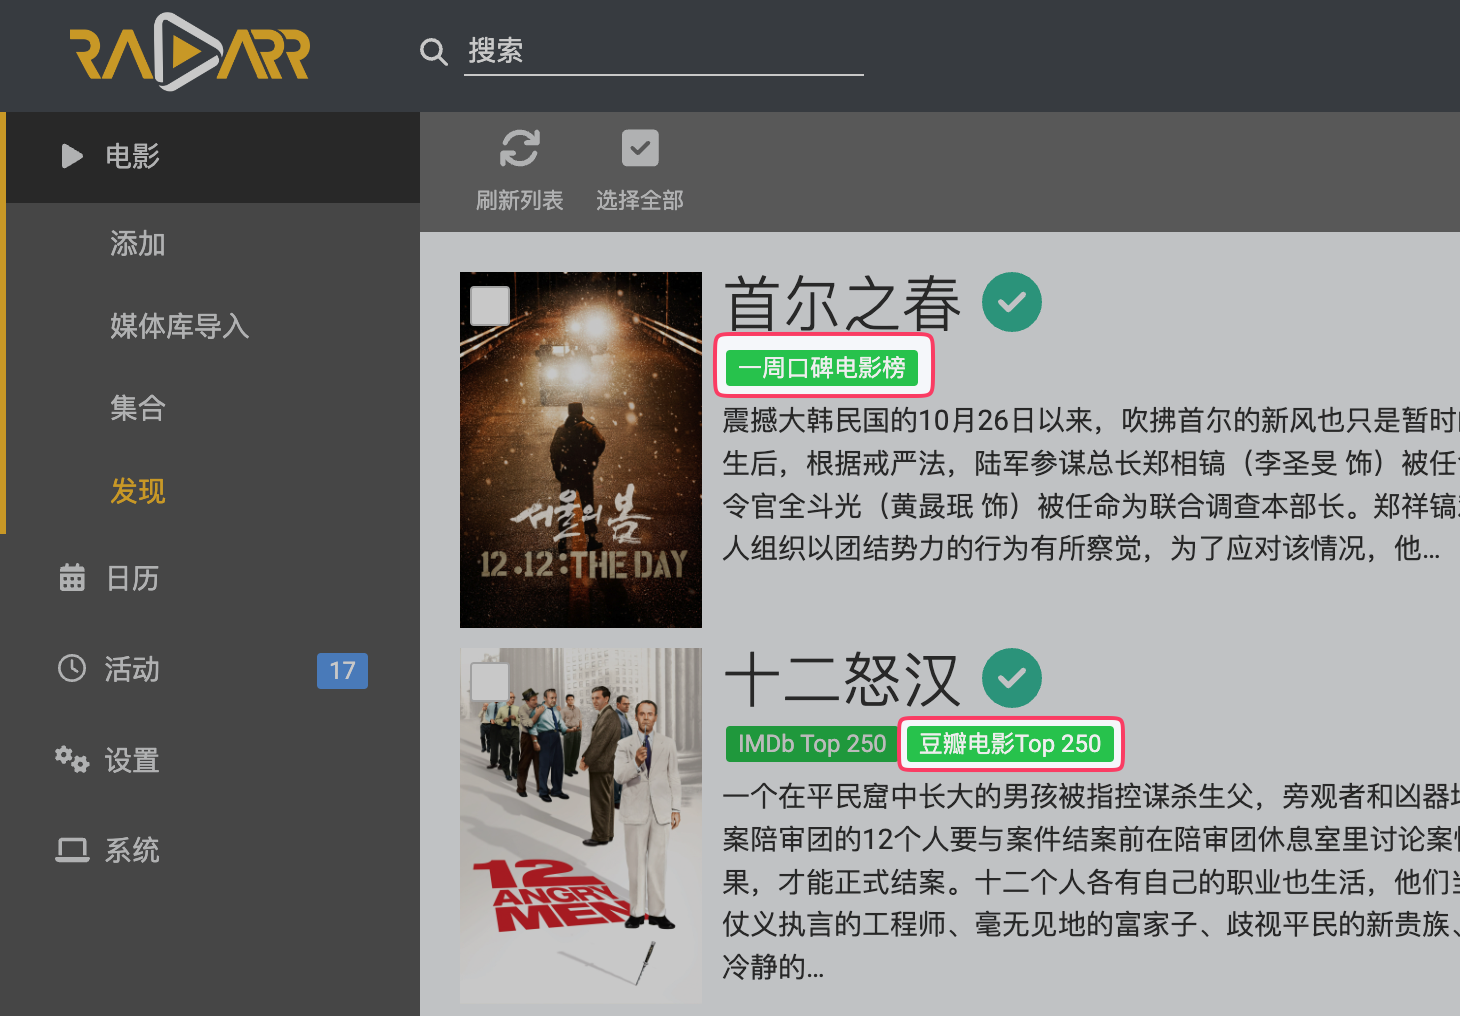 RADARR
搜索
电影
添加
媒体库导入
集合
发现
日历
活动
17
设置
系统
刷新列表
选择全部
首尔之春
一周口碑电影榜
震撼大韩民国的10月26日以来，吹拂首尔的新风也只是暂时
生后，根据戒严法，陆军参谋总长郑相镐（李圣旻 饰）被任
令官全斗光（黄晸珉 饰）被任命为联合调查本部长。郑祥镐
人组织以团结势力的行为有所察觉，为了应对该情况，他...
서울의 봄
12.12:THE DAY
十二怒汉
IMDb Top 250
豆瓣电影Top 250
一个在平民窟中长大的男孩被指控谋杀生父，旁观者和凶器
案陪审团的12个人要与案件结案前在陪审团休息室里讨论案
果，才能正式结案。十二个人各有自己的职业也生活，他们
仗义执言的工程师、毫无见地的富家子、歧视平民的新贵族、
冷静的...
12
ANGRY
MEN